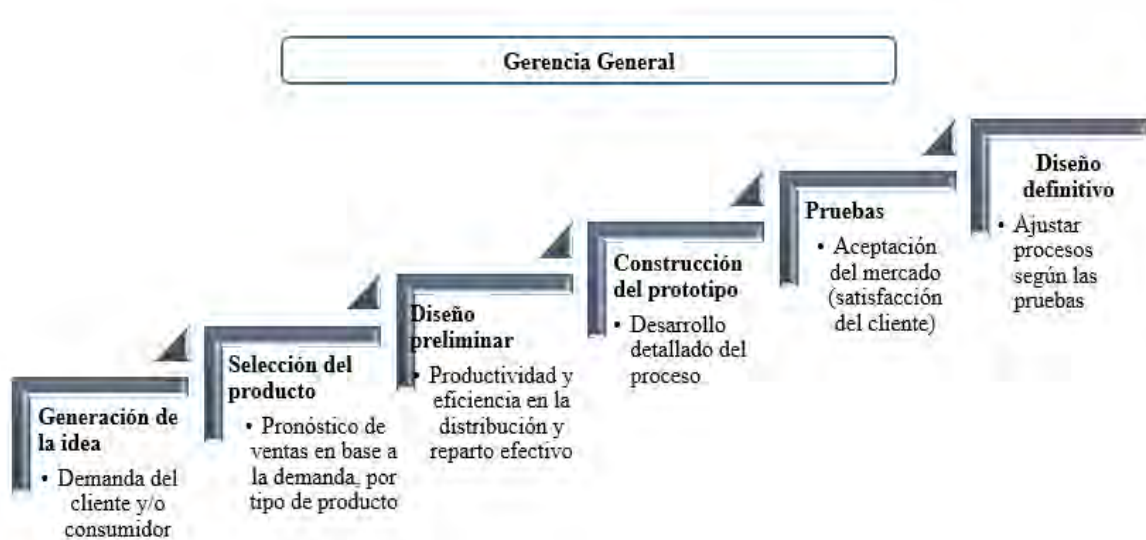 Gerencia General
Generación de
la idea
• Demanda del
cliente y/o
consumidor
Selección del
producto
• Pronóstico de
ventas en base a
la demanda, por
tipo de producto
Diseño
preliminar
• Productividad y
eficiencia en la
distribución y
reparto efectivo
Construcción
del prototipo
• Desarrollo
detallado del
proceso
Pruebas
• Aceptación
del mercado
(satisfacción
del cliente)
Diseño
definitivo
• Ajustar
procesos
según las
pruebas